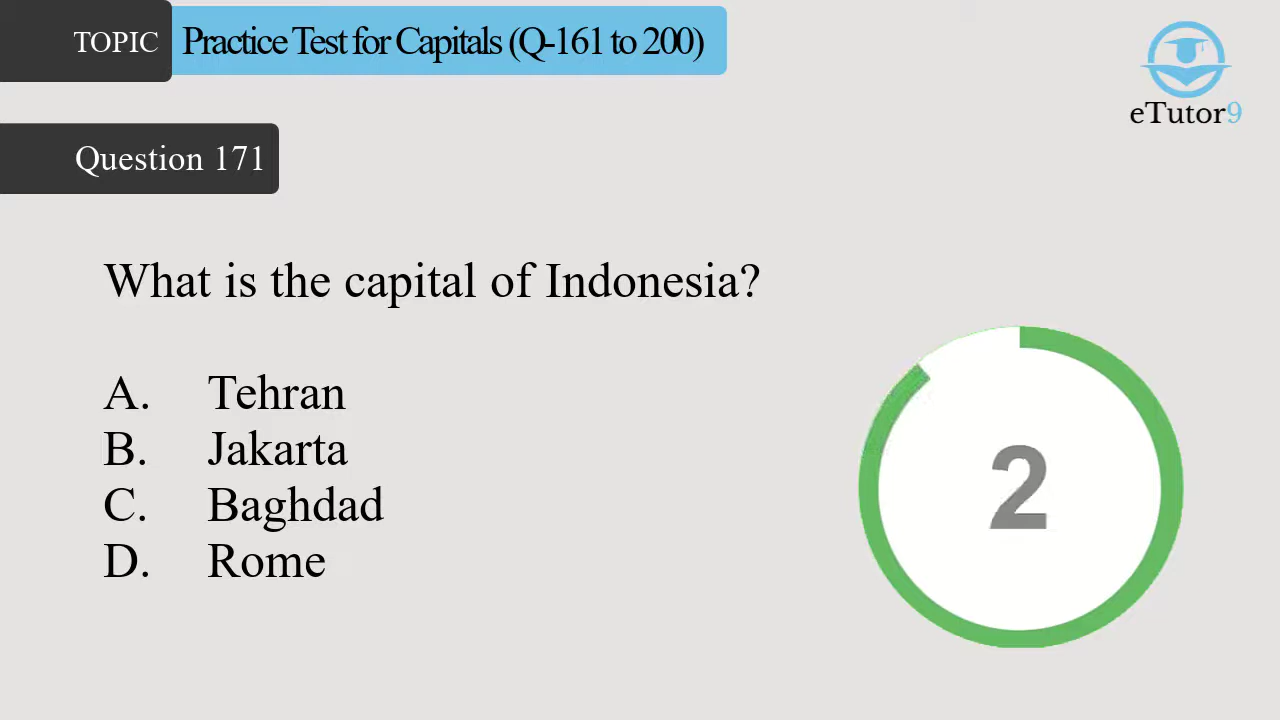 TOPIC Practice Test for Capitals (Q-161 to 200)
eTutor9
Question 171
What is the capital of Indonesia?
A. Tehran
B. Jakarta
C. Baghdad
D. Rome
2